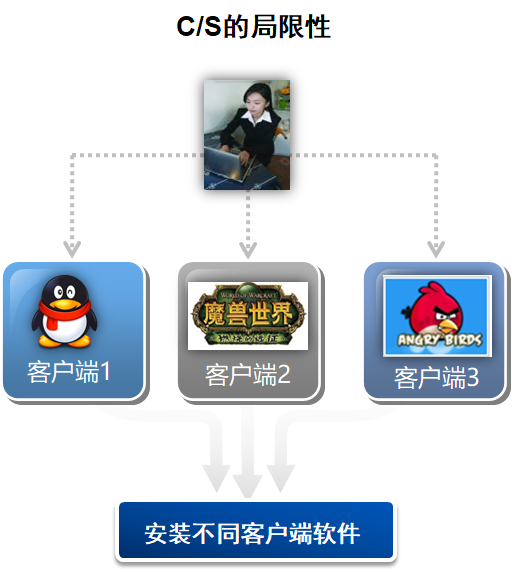 C/S的局限性
WORLD OF WARCRAFT
魔兽世界
客户端1
客户端2
ANGRY BIRDS
客户端3
安装不同客户端软件